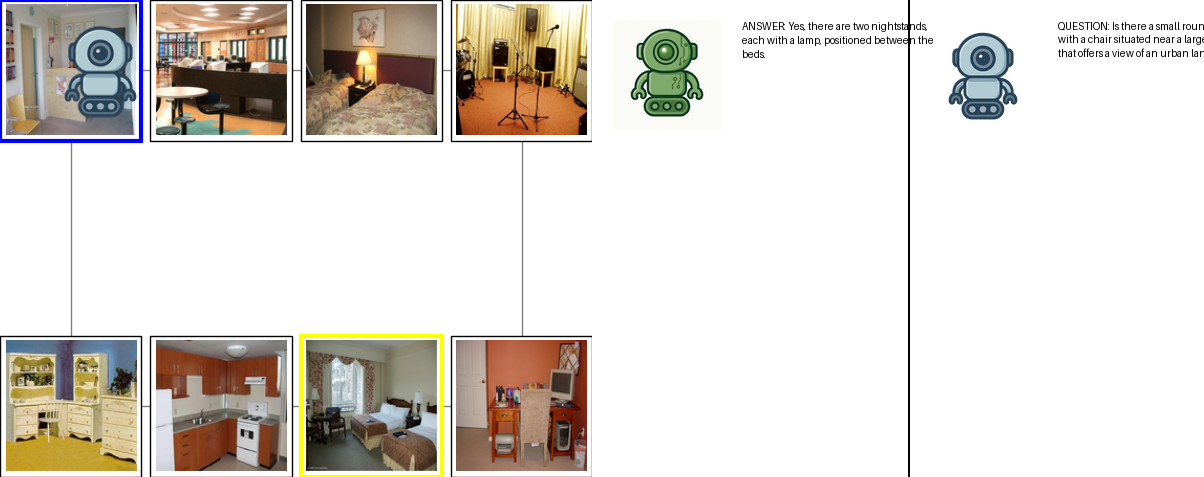 ANSWER: Yes, there are two nightstands,
each with a lamp, positioned between the
beds.
QUESTION: Is there a small roun
with a chair situated near a large
that offers a view of an urban lan